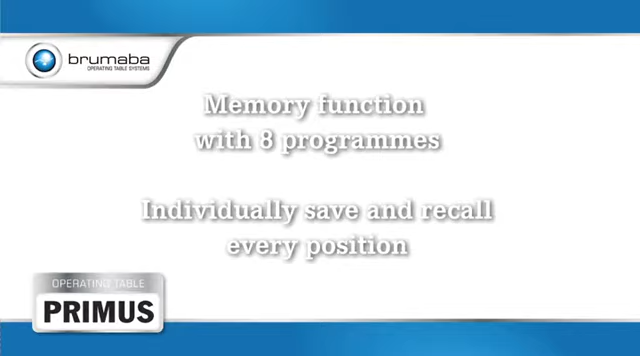 brumaba
OPERATING TABLE SYSTEMS
Memory function
with 8 programmes
Individually save and recall
every position
OPERATING TABLE
PRIMUS